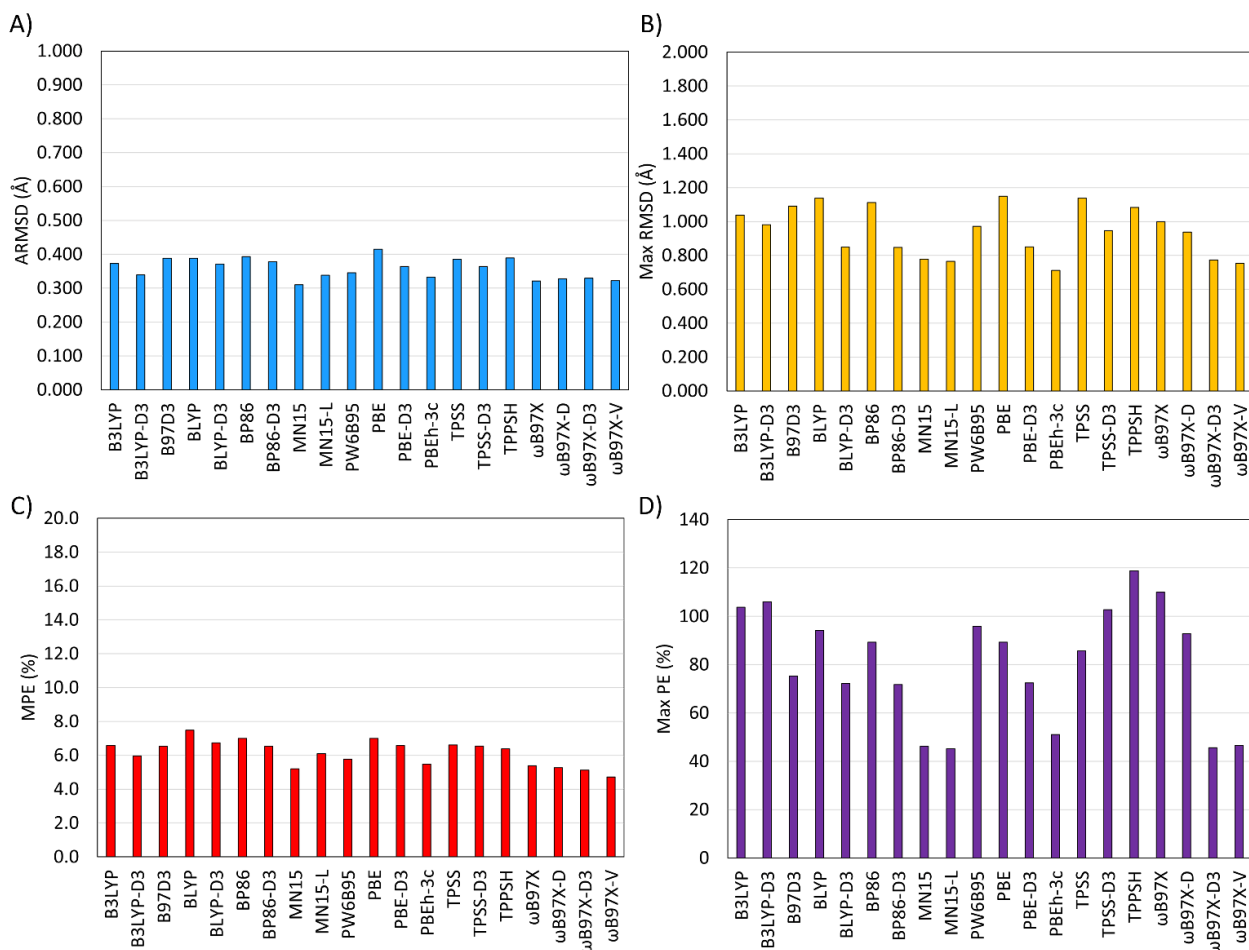 A)
ARMSD (Å)
1.000
0.900
0.800
0.700
0.600
0.500
0.400
0.300
0.200
0.100
0.000
B3LYP
B3LYP-D3
B97D3
BLYP
BLYP-D3
BP86
BP86-D3
MN15
MN15-L
PW6B95
PBE
PBE-D3
PBEh-3c
TPSS
TPSS-D3
TPPSH
ωB97X
ωB97X-D
ωB97X-D3
ωB97X-V
B)
Max RMSD (Å)
2.000
1.800
1.600
1.400
1.200
1.000
0.800
0.600
0.400
0.200
0.000
B3LYP
B3LYP-D3
B97D3
BLYP
BLYP-D3
BP86
BP86-D3
MN15
MN15-L
PW6B95
PBE
PBE-D3
PBEh-3c
TPSS
TPSS-D3
TPPSH
ωB97X
ωB97X-D
ωB97X-D3
ωB97X-V
C)
MPE (%)
20.0
18.0
16.0
14.0
12.0
10.0
8.0
6.0
4.0
2.0
0.0
B3LYP
B3LYP-D3
B97D3
BLYP
BLYP-D3
BP86
BP86-D3
MN15
MN15-L
PW6B95
PBE
PBE-D3
PBEh-3c
TPSS
TPSS-D3
TPPSH
ωB97X
ωB97X-D
ωB97X-D3
ωB97X-V
D)
Max PE (%)
140
120
100
80
60
40
20
0
B3LYP
B3LYP-D3
B97D3
BLYP
BLYP-D3
BP86
BP86-D3
MN15
MN15-L
PW6B95
PBE
PBE-D3
PBEh-3c
TPSS
TPSS-D3
TPPSH
ωB97X
ωB97X-D
ωB97X-D3
ωB97X-V